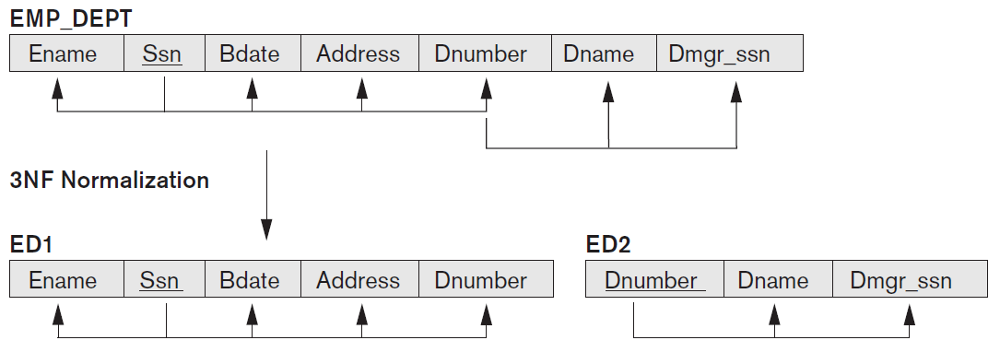 EMP_DEPT
Ename Ssn Bdate Address Dnumber Dname Dmgr_ssn
3NF Normalization
ED1
Ename Ssn Bdate Address Dnumber
ED2
Dnumber Dname Dmgr_ssn